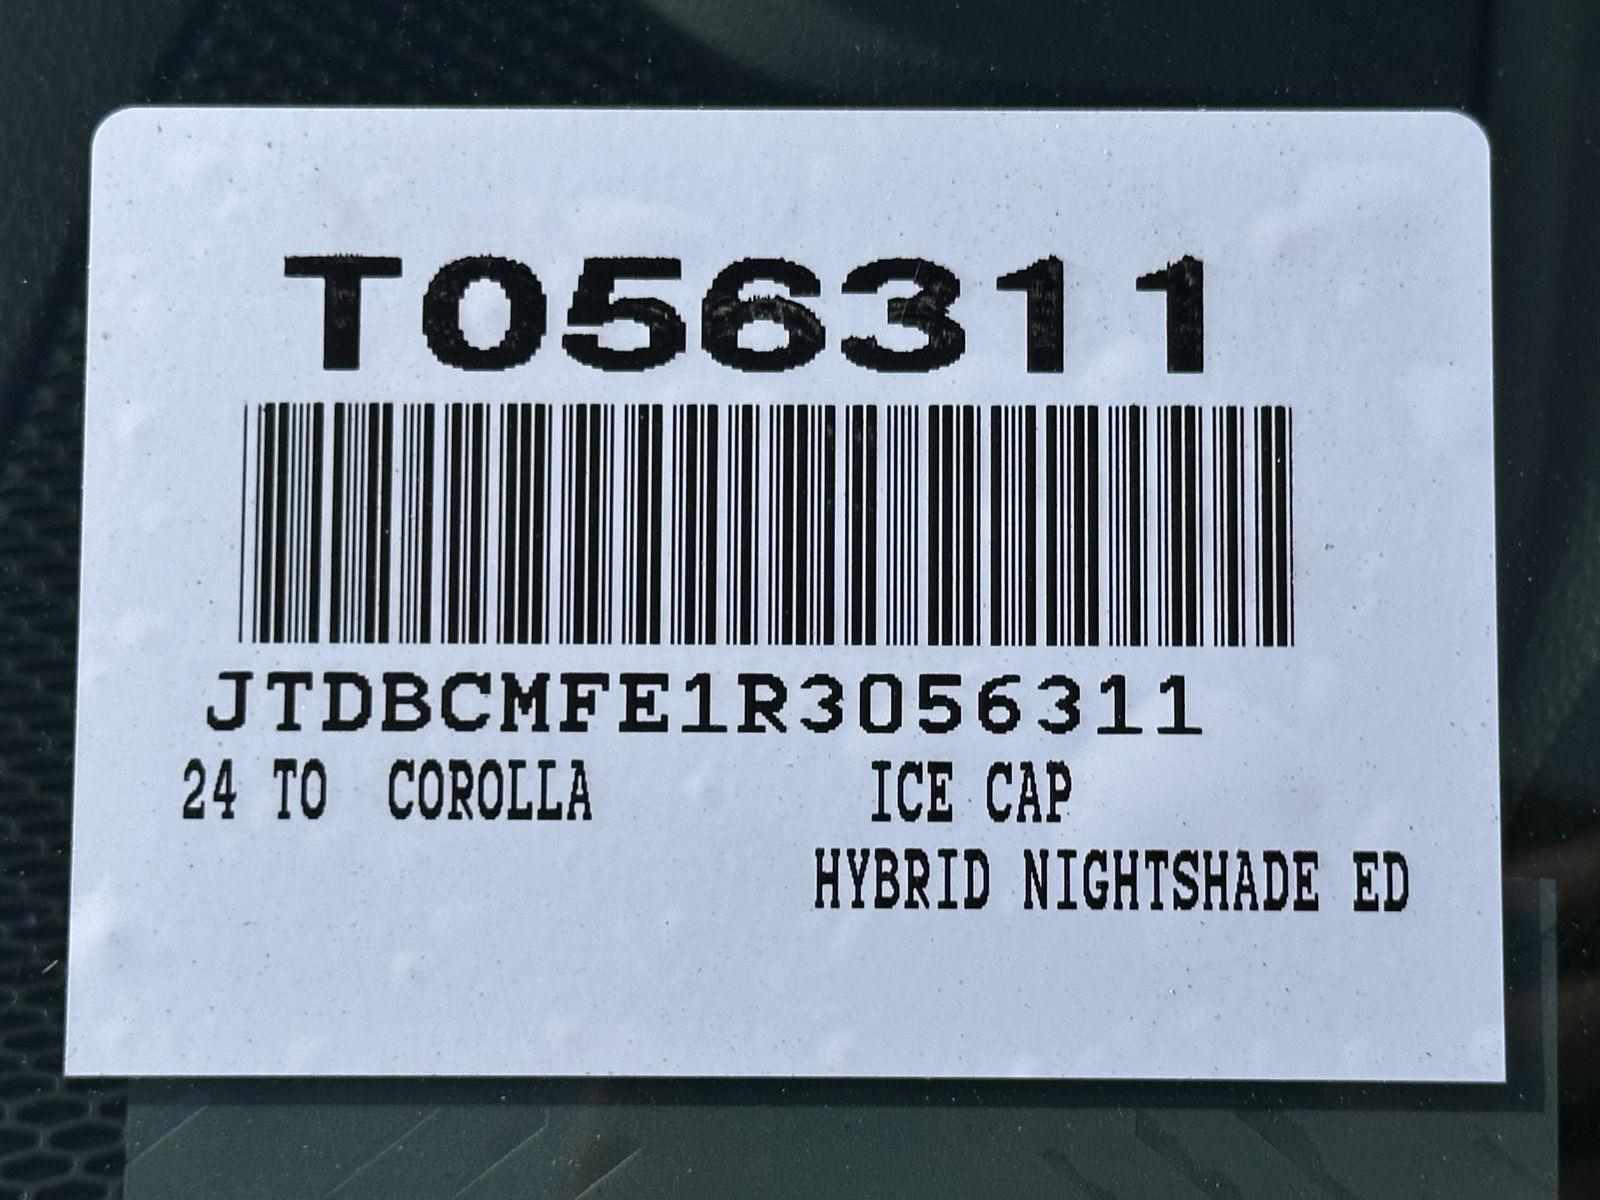 T056311
JTDBCMFE1R3056311
24 TO COROLLA ICE CAP
HYBRID NIGHTSHADE ED